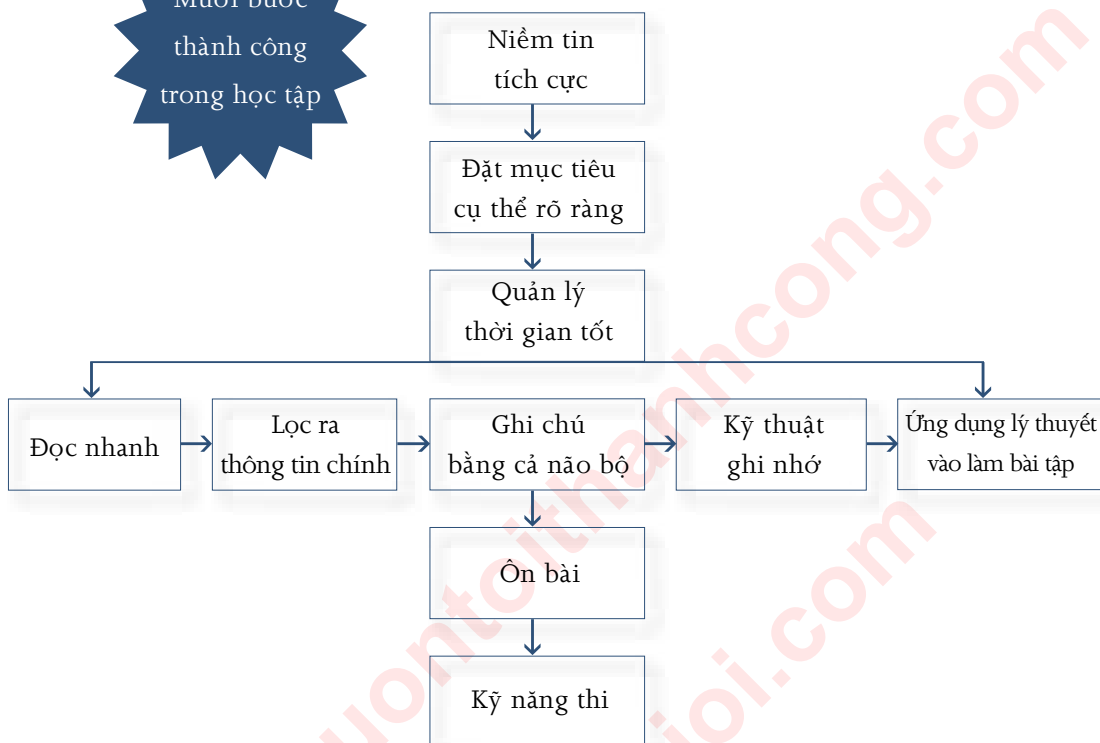 Mười bước
thành công
trong học tập
Niềm tin
tích cực
Đặt mục tiêu
cụ thể rõ ràng
Quản lý
thời gian tốt
Đọc nhanh
Lọc ra
thông tin chính
Ghi chú
bằng cả não bộ
Kỹ thuật
ghi nhớ
Ứng dụng lý thuyết
vào làm bài tập
Ôn bài
Kỹ năng thi